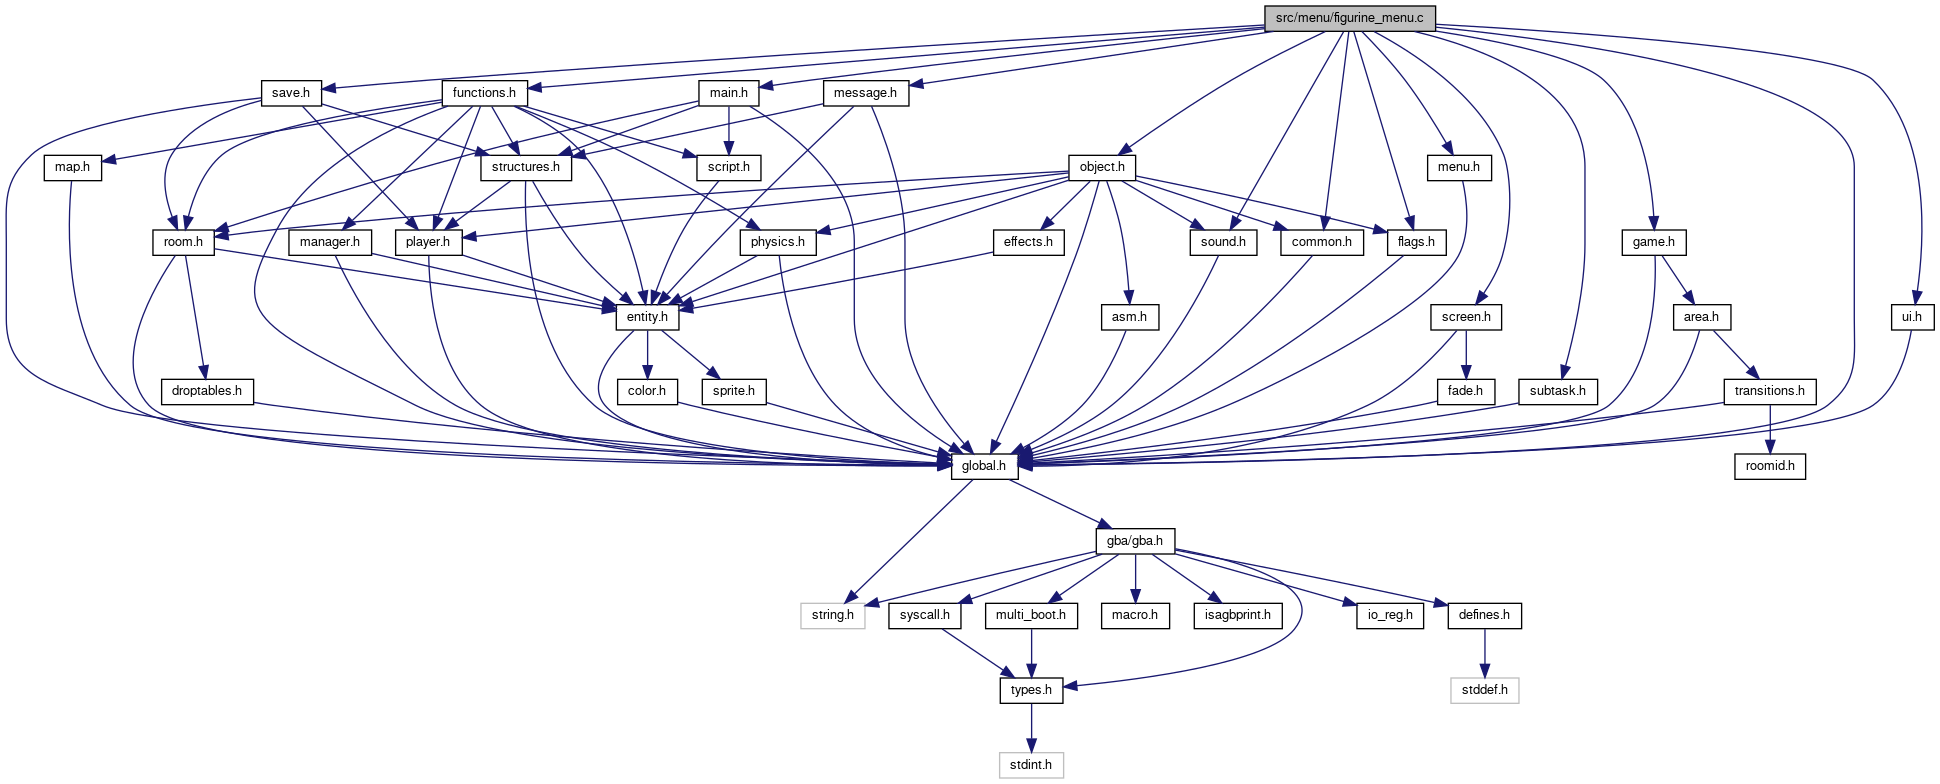 src/menu/figurine_menu.c
save.h
functions.h
main.h
message.h
map.h
structures.h
script.h
object.h
menu.h
room.h
manager.h
player.h
physics.h
effects.h
sound.h
common.h
flags.h
game.h
entity.h
asm.h
screen.h
area.h
ui.h
droptables.h
color.h
sprite.h
fade.h
subtask.h
transitions.h
global.h
roomid.h
gba/gba.h
string.h
syscall.h
multi_boot.h
macro.h
isagbprint.h
io_reg.h
defines.h
types.h
stddef.h
stdint.h